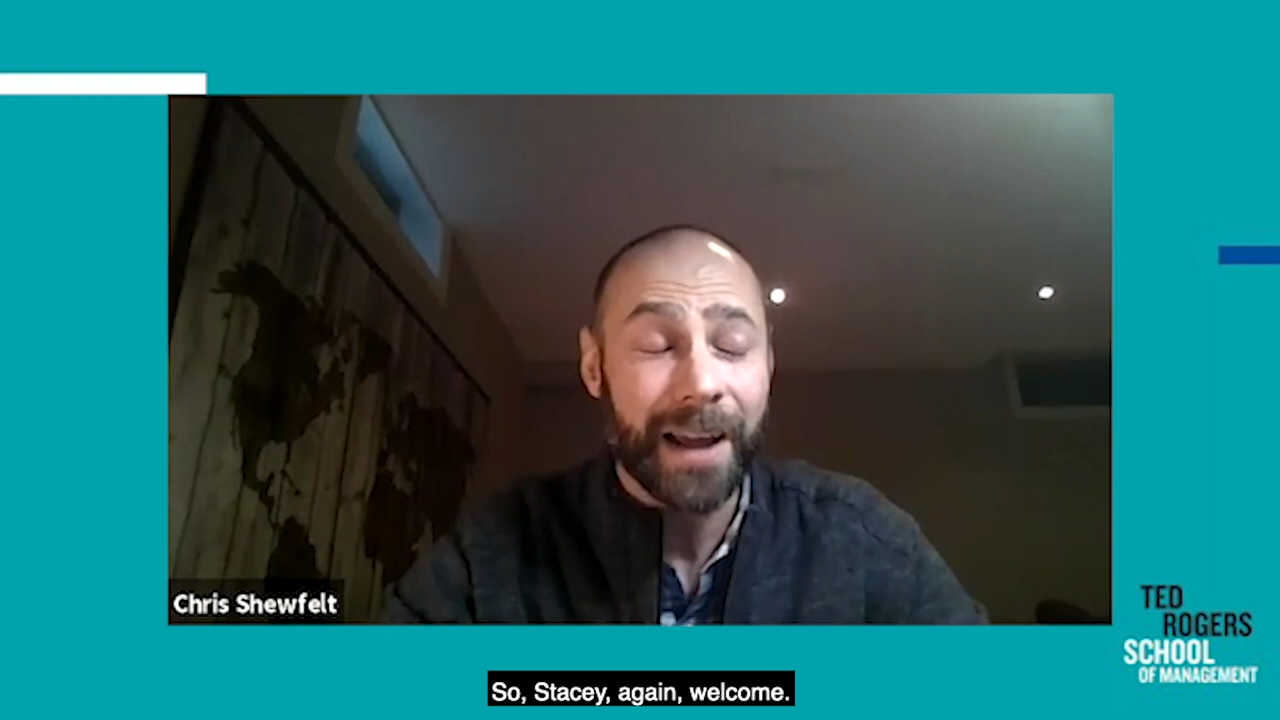 Chris Shewfelt
TED
ROGERS
SCHOOL
OF MANAGEMENT
So, Stacey, again, welcome.